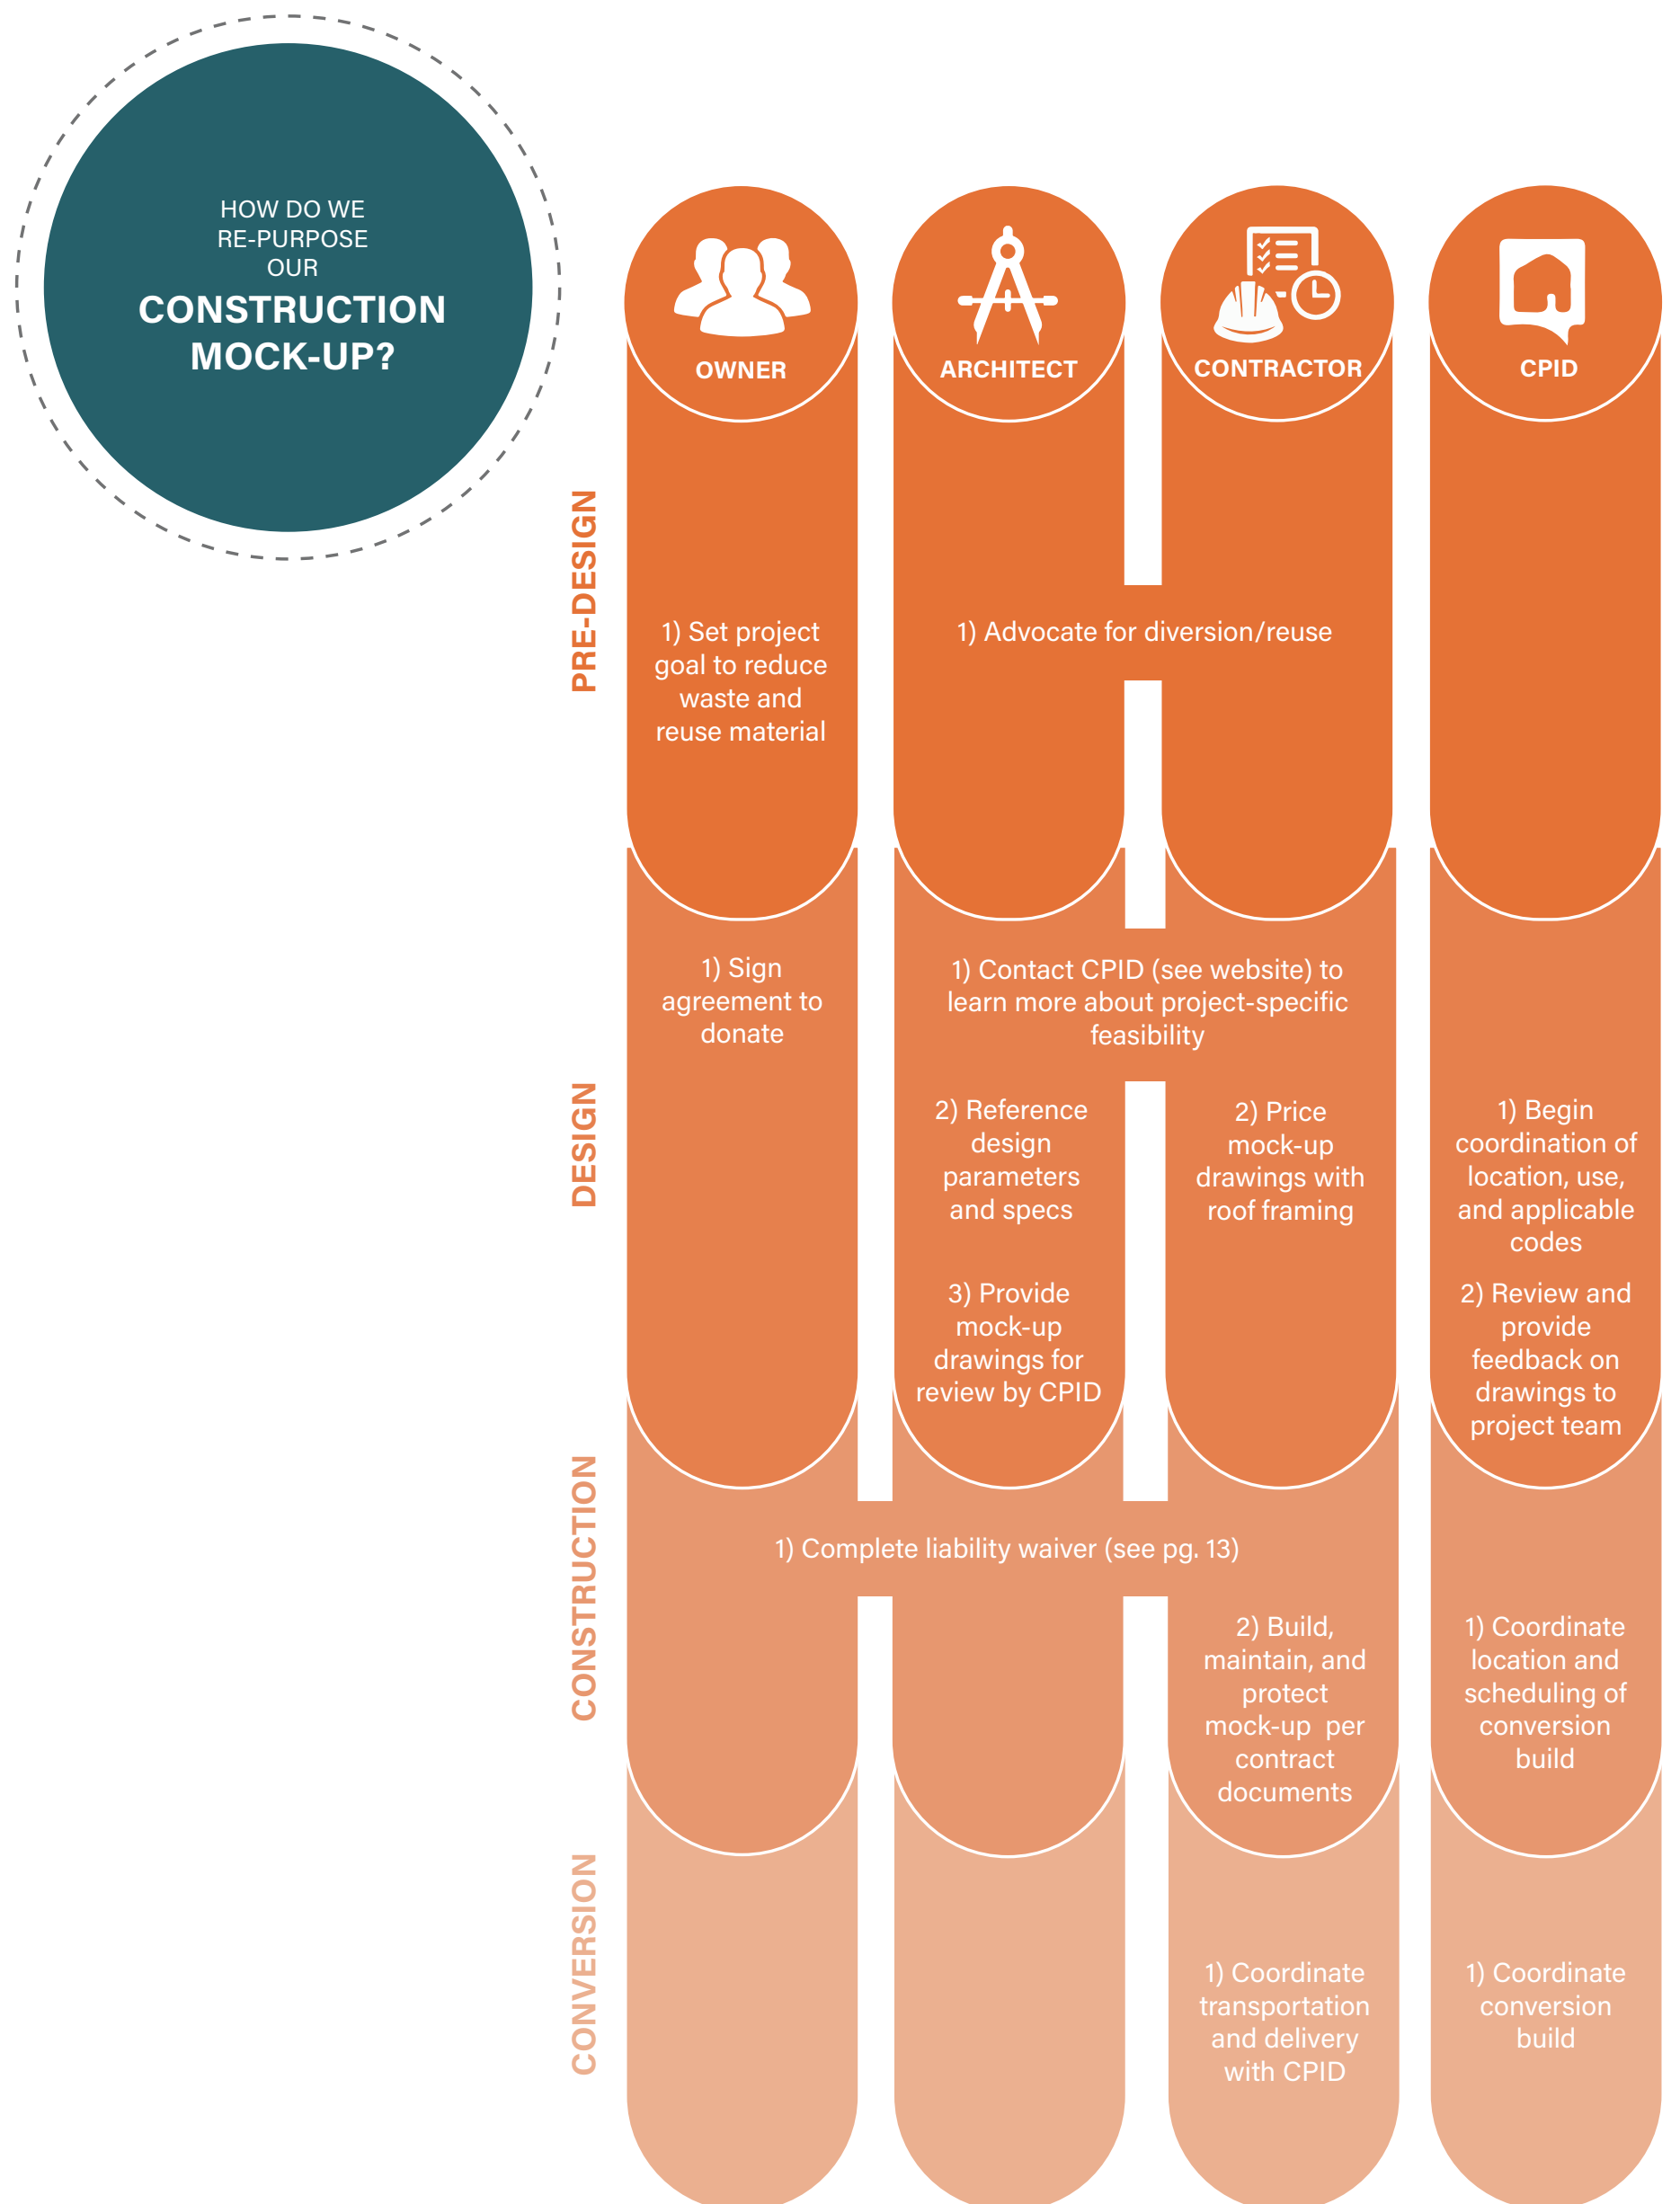 HOW DO WE
RE-PURPOSE
OUR
CONSTRUCTION
MOCK-UP?
OWNER
ARCHITECT
CONTRACTOR
CPID
PRE-DESIGN
1) Set project
goal to reduce
waste and
reuse material
1) Advocate for diversion/reuse
DESIGN
1) Sign
agreement to
donate
1) Contact CPID (see website) to
learn more about project-specific
feasibility
2) Reference
design
parameters
and specs
3) Provide
mock-up
drawings for
review by CPID
2) Price
mock-up
drawings with
roof framing
1) Begin
coordination of
location, use,
and applicable
codes
2) Review and
provide
feedback on
drawings to
project team
CONSTRUCTION
1) Complete liability waiver (see pg. 13)
2) Build,
maintain, and
protect
mock-up per
contract
documents
1) Coordinate
location and
scheduling of
conversion
build
CONVERSION
1) Coordinate
transportation
and delivery
with CPID
1) Coordinate
conversion
build